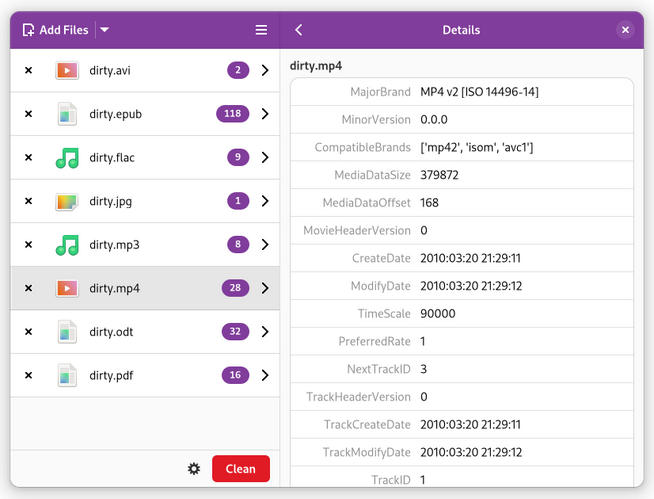 Add Files
dirty.avi 2
dirty.epub 118
dirty.flac 9
dirty.jpg 1
dirty.mp3 8
dirty.mp4 28
dirty.odt 32
dirty.pdf 16
Clean
Details
dirty.mp4
MajorBrand MP4 v2 [ISO 14496-14]
MinorVersion 0.0.0
CompatibleBrands ['mp42', 'isom', 'avc1']
MediaDataSize 379872
MediaDataOffset 168
MovieHeaderVersion 0
CreateDate 2010:03:20 21:29:11
ModifyDate 2010:03:20 21:29:12
TimeScale 90000
PreferredRate 1
NextTrackID 3
TrackHeaderVersion 0
TrackCreateDate 2010:03:20 21:29:11
TrackModifyDate 2010:03:20 21:29:12
TrackID 1